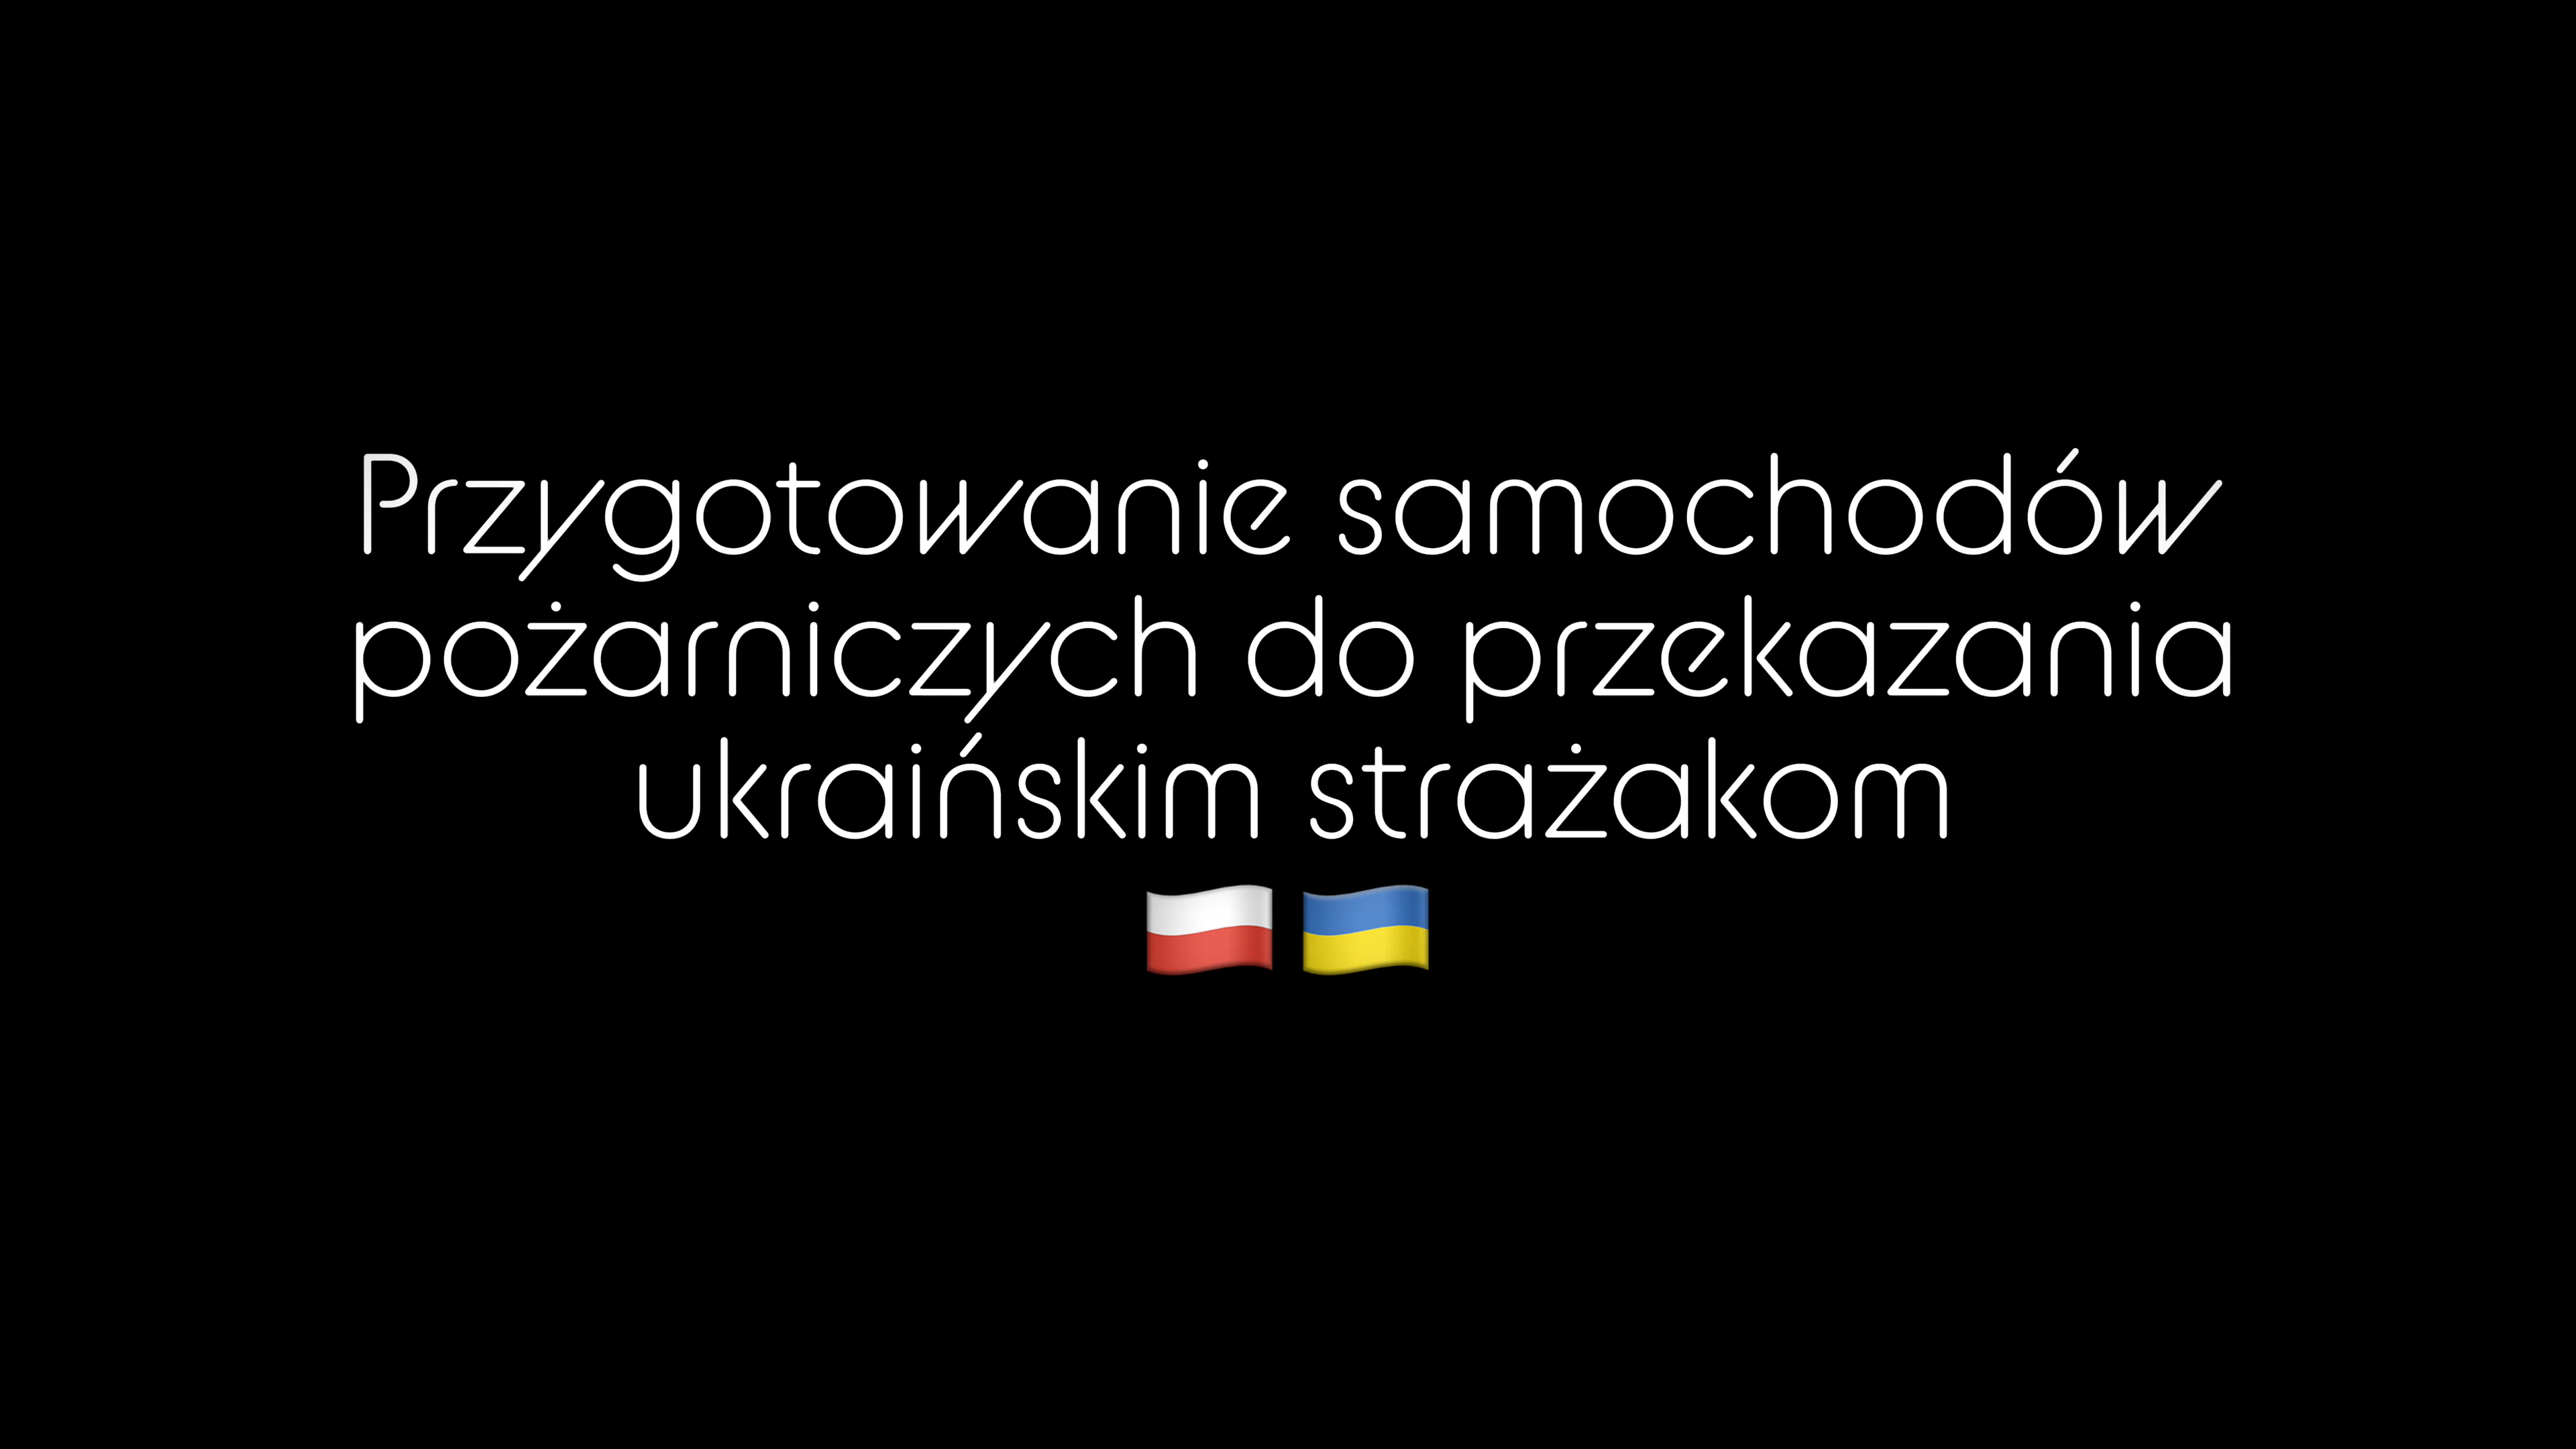 Przygotowanie samochodów
pożarniczych do przekazania
ukraińskim strażakom
🇵🇱 🇺🇦